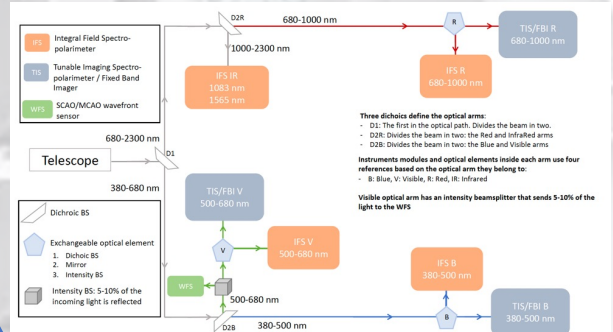 IFS
Integral Field Spectro-
polarimeter
TIS
Tunable Imaging Spectro-
polarimeter / Fixed Band
Imager
WFS
SCAO/MCAO wavefront
sensor
D2R
680-1000 nm
R
TIS/FBI R
680-1000 nm
1000-2300 nm
IFS IR
1083 nm
1565 nm
IFS R
680-1000 nm
680-2300 nm
Telescope
D1
380-680 nm
Three dichoics define the optical arms:
- D1: The first in the optical path. Divides the beam in two.
- D2R: Divides the beam in two: the Red and InfraRed arms
- D2B: Divides the beam in two: the Blue and Visible arms
Instruments modules and optical elements inside each arm use four
references based on the optical arm they belong to:
- B: Blue, V: Visible, R: Red, IR: Infrared
Visible optical arm has an intensity beamsplitter that sends 5-10% of the
light to the WFS
Dichroic BS
Exchangeable optical element
1. Dichoic BS
2. Mirror
3. Intensity BS
Intensity BS: 5-10% of the
incoming light is reflected
TIS/FBI V
500-680 nm
V
IFS V
500-680 nm
WFS
500-680 nm
D2B
380-500 nm
IFS B
380-500 nm
B
TIS/FBI B
380-500 nm